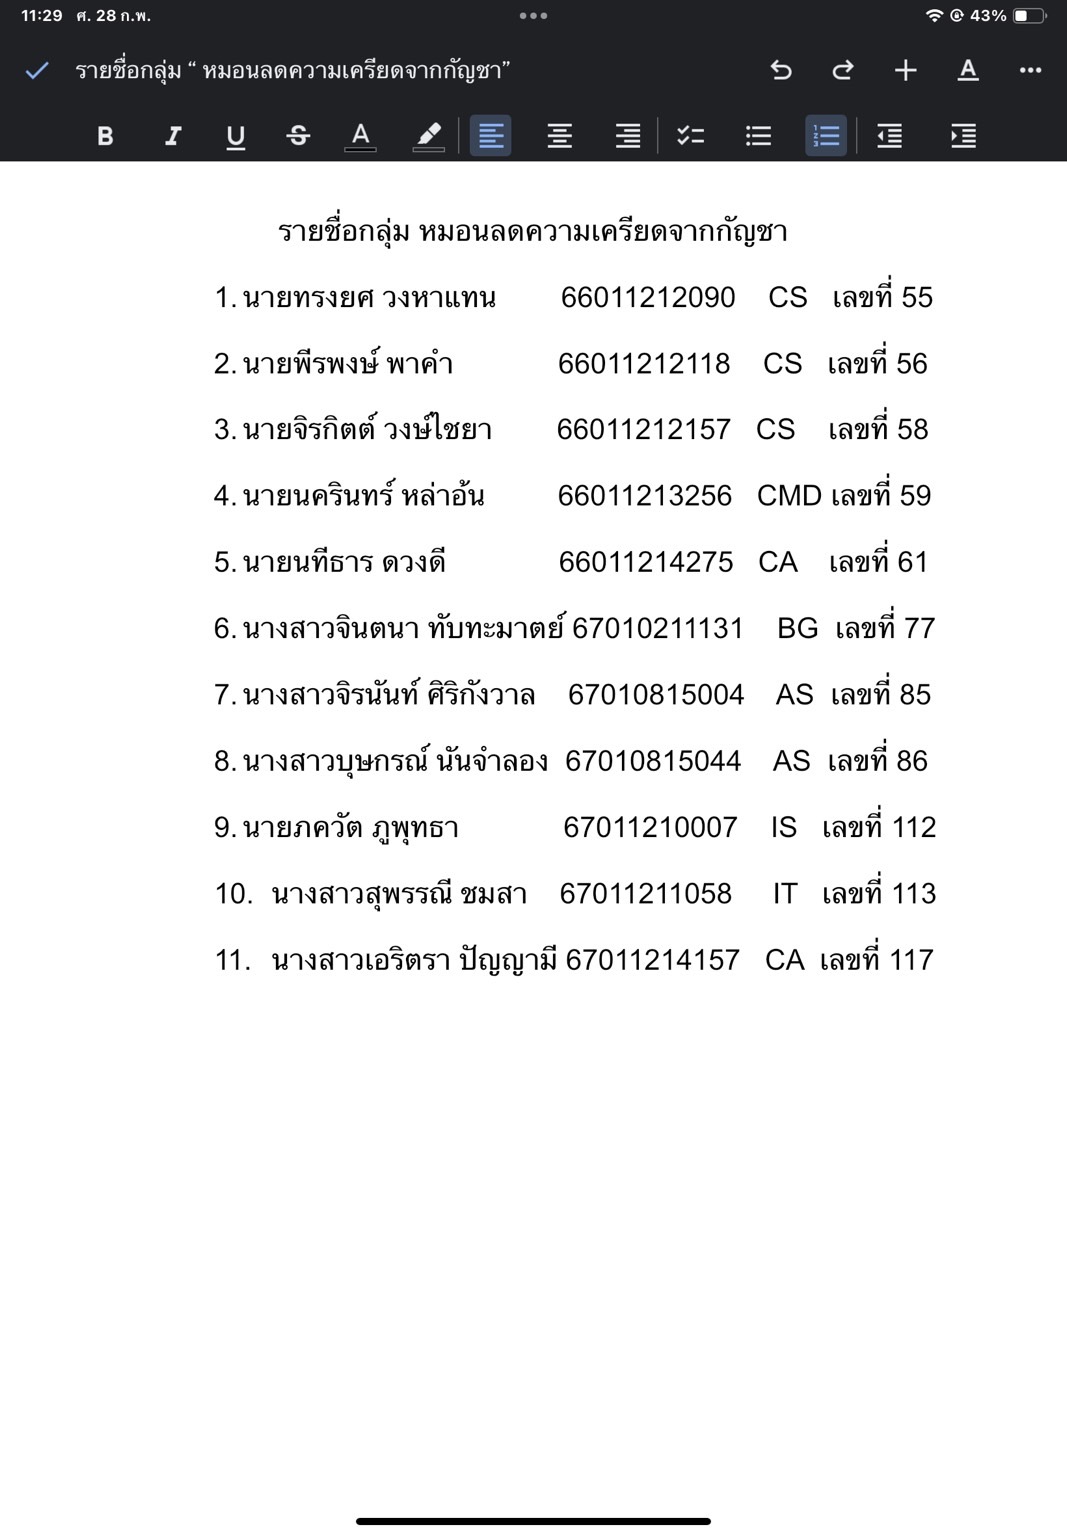 11:29 ศ. 28 ก.พ. 43%
รายชื่อกลุ่ม “ หมอนลดความเครียดจากกัญชา”
รายชื่อกลุ่ม หมอนลดความเครียดจากกัญชา
1. นายทรงยศ วงหาแทน 66011212090 CS เลขที่ 55
2. นายพีรพงษ์ พาคำ 66011212118 CS เลขที่ 56
3. นายจิรกิตต์ วงษ์ไชยา 66011212157 CS เลขที่ 58
4. นายนครินทร์ หล่าอ้น 66011213256 CMD เลขที่ 59
5. นายนทีธาร ดวงดี 66011214275 CA เลขที่ 61
6. นางสาวจินตนา ทับทะมาตย์ 67010211131 BG เลขที่ 77
7. นางสาวจิรนันท์ ศิริกังวาล 67010815004 AS เลขที่ 85
8. นางสาวบุษกรณ์ นันจำลอง 67010815044 AS เลขที่ 86
9. นายภควัต ภูพุทธา 67011210007 IS เลขที่ 112
10. นางสาวสุพรรณี ชมสา 67011211058 IT เลขที่ 113
11. นางสาวเอริตรา ปัญญามี 67011214157 CA เลขที่ 117